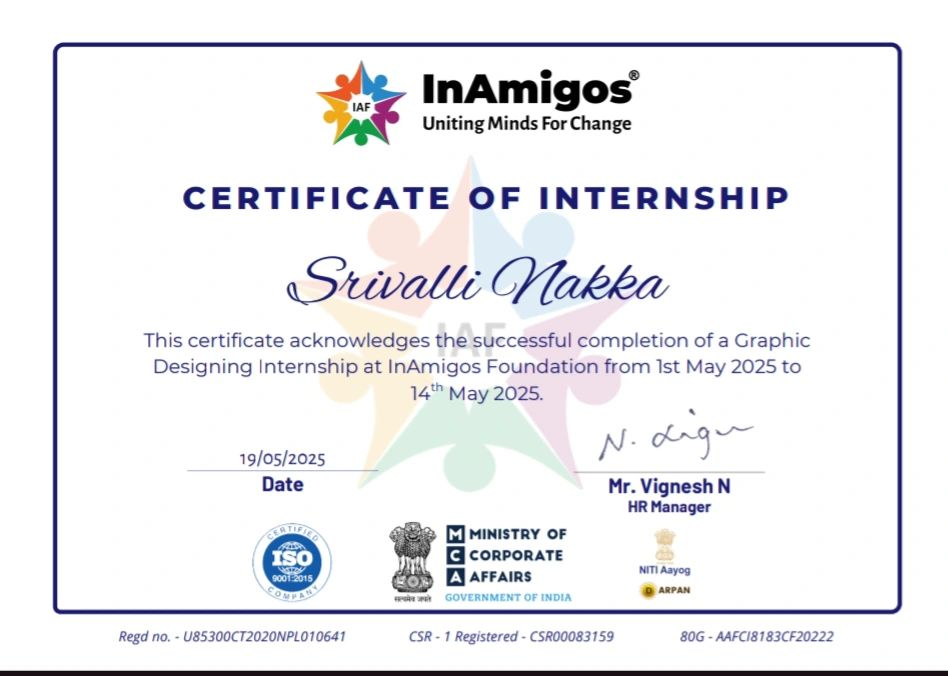 IAF
InAmigos®
Uniting Minds For Change
CERTIFICATE OF INTERNSHIP
Srivalli Nakka
IAF
This certificate acknowledges the successful completion of a Graphic
Designing Internship at InAmigos Foundation from 1st May 2025 to
14th May 2025.
19/05/2025
Date
N. Vign
Mr. Vignesh N
HR Manager
CERTIFIED
ISO
9001:2015
COMPANY
सत्यमेव जयते
M MINISTRY OF
C CORPORATE
A AFFAIRS
GOVERNMENT OF INDIA
NITI Aayog
D ARPAN
Regd no. - U85300CT2020NPL010641
CSR - 1 Registered - CSR00083159
80G - AAFCI8183CF20222